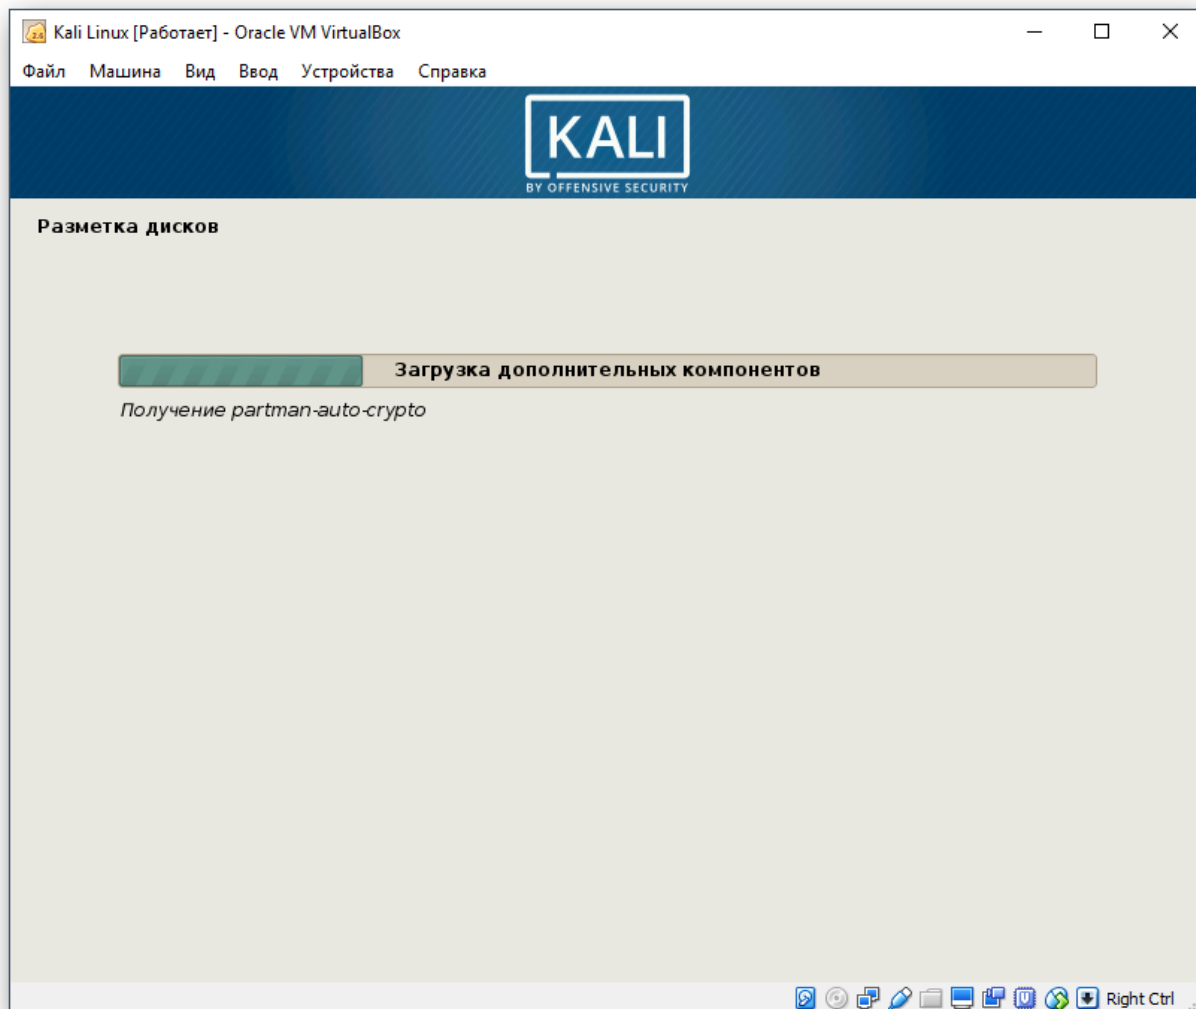 Kali Linux [Работает] - Oracle VM VirtualBox
Файл Машина Вид Ввод Устройства Справка
KALI
BY OFFENSIVE SECURITY
Разметка дисков
Загрузка дополнительных компонентов
Получение partman-auto-crypto
Right Ctrl